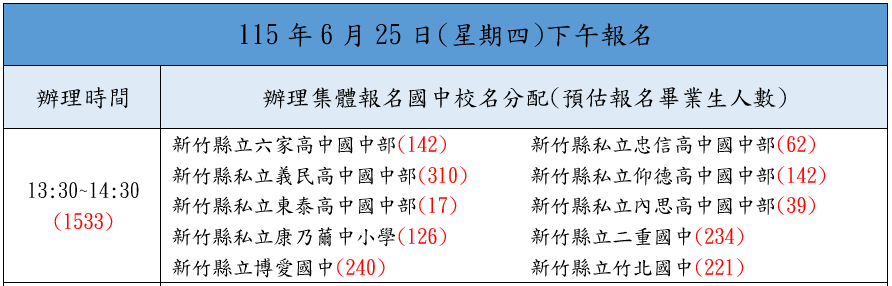 115 年 6 月 25 日(星期四)下午報名
辦理時間 辦理集體報名國中校名分配(預估報名畢業生人數)
13:30~14:30
(1533)
新竹縣立六家高中國中部(142) 新竹縣私立忠信高中國中部(62)
新竹縣私立義民高中國中部(310) 新竹縣私立仰德高中國中部(142)
新竹縣私立東泰高中國中部(17) 新竹縣私立內思高中國中部(39)
新竹縣私立康乃薾中小學(126) 新竹縣立二重國中(234)
新竹縣立博愛國中(240) 新竹縣立竹北國中(221)